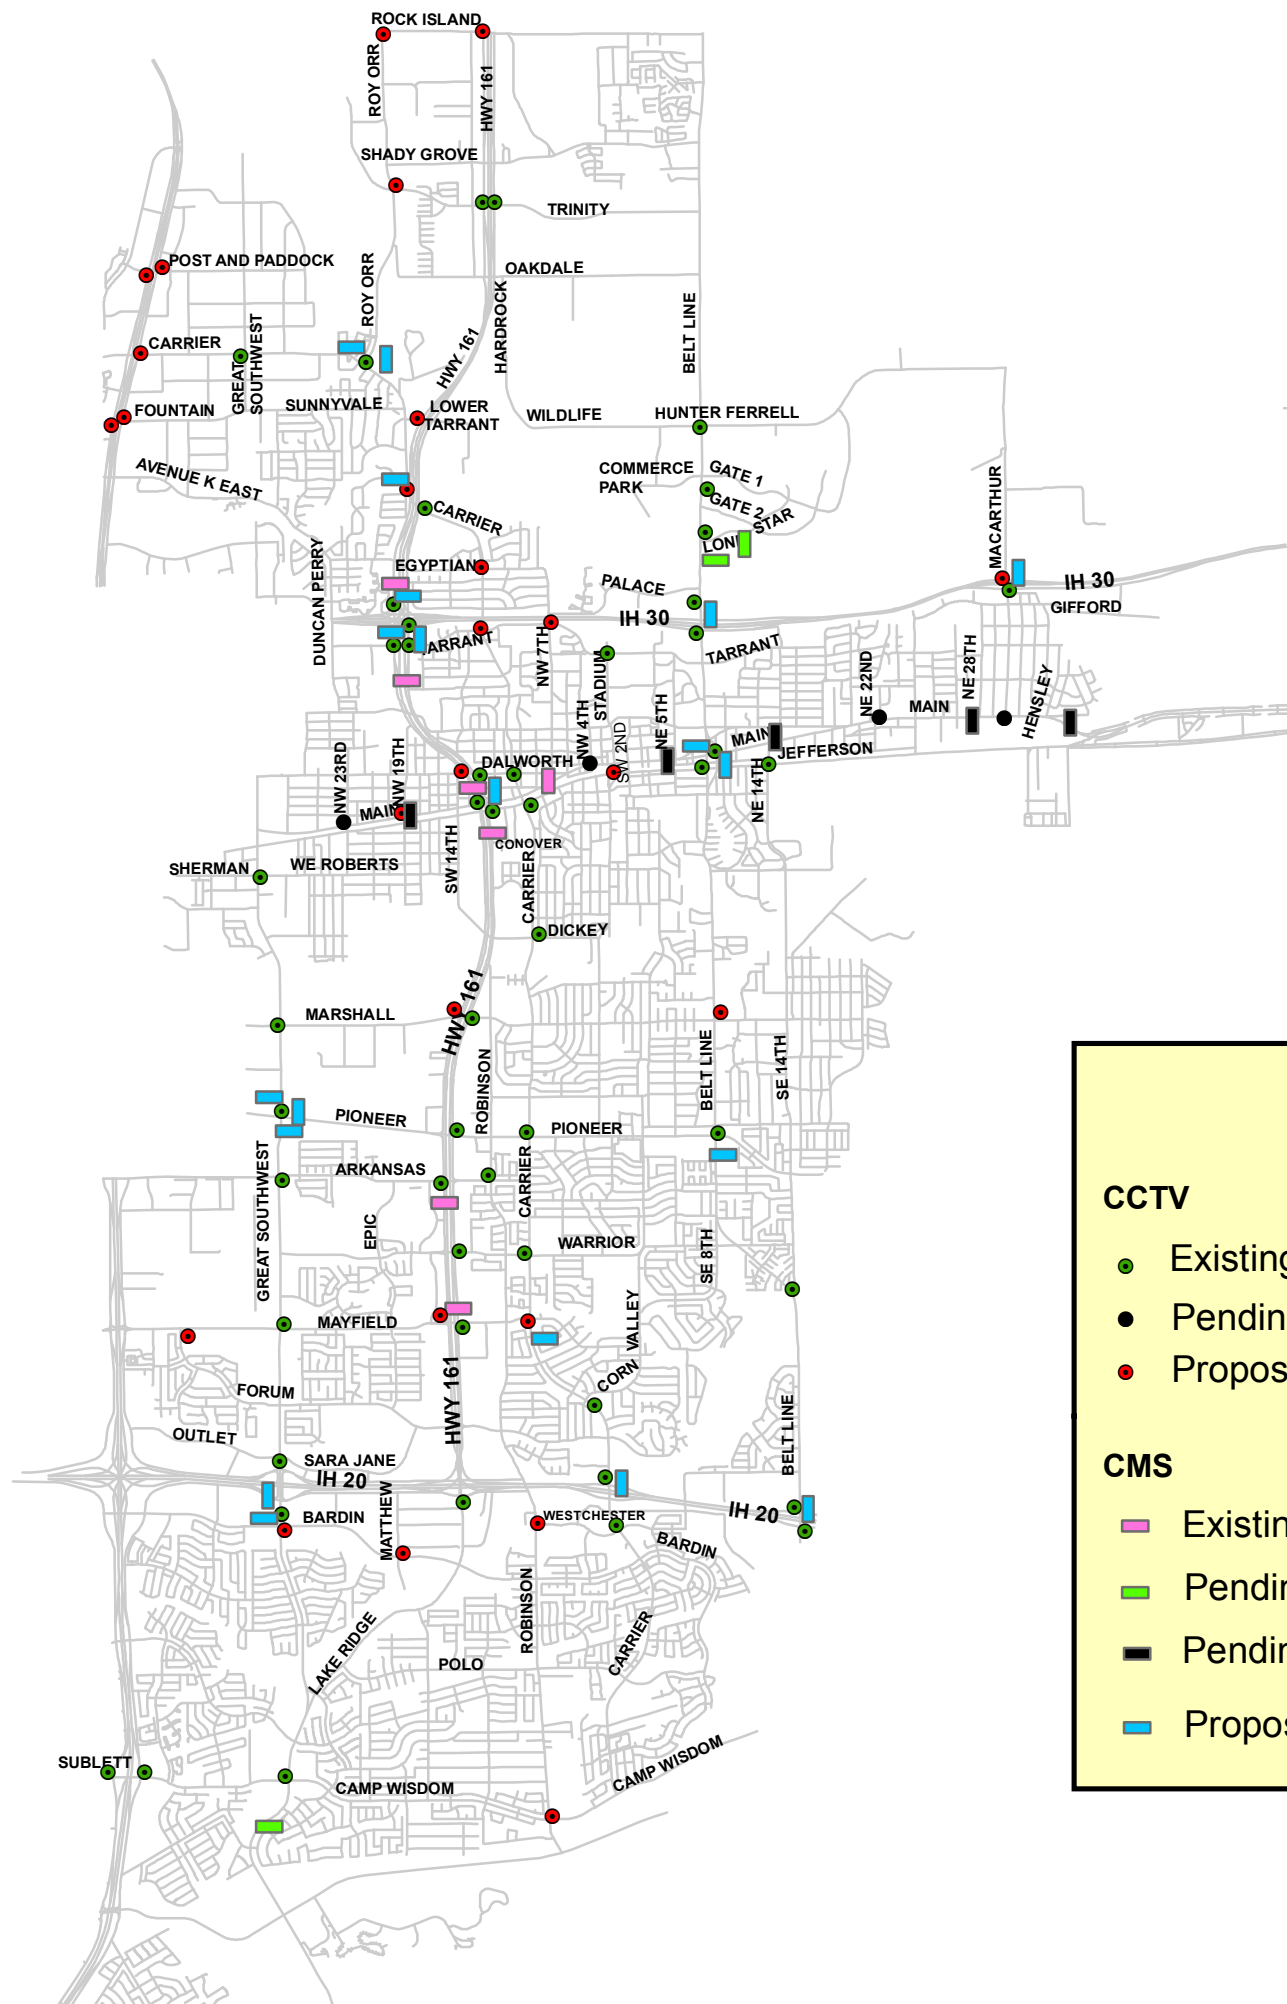 ROCK ISLAND
ROY ORR
HWY 161
SHADY GROVE
TRINITY
POST AND PADDOCK
ROY ORR
OAKDALE
HARDROCK
BELT LINE
CARRIER
GREAT
SOUTHWEST
HWY 161
FOUNTAIN
SUNNYVALE
LOWER
TARRANT
WILDLIFE
HUNTER FERRELL
AVENUE K EAST
COMMERCE
PARK
GATE 1
GATE 2
STAR
MACARTHUR
CARRIER
DUNCAN PERRY
EGYPTIAN
PALACE
IH 30
IH 30
GIFFORD
TARRANT
NW 7TH
TARRANT
STADIUM
NW 4TH
SW 2ND
NE 5TH
NE 22ND
MAIN
NE 28TH
HENSLEY
MAIN
JEFFERSON
NE 14TH
NW 23RD
NW 19TH
MAIN
DALWORTH
CONOVER
SW 14TH
CARRIER
SHERMAN
WE ROBERTS
DICKEY
HWY 161
MARSHALL
ROBINSON
BELT LINE
SE 14TH
PIONEER
PIONEER
ARKANSAS
CARRIER
GREAT SOUTHWEST
EPIC
WARRIOR
SE 8TH
MAYFIELD
VALLEY
CORN
HWY 161
FORUM
OUTLET
SARA JANE
IH 20
BELT LINE
BARDIN
MATTHEW
WESTCHESTER
IH 20
BARDIN
ROBINSON
LAKE RIDGE
POLO
CARRIER
SUBLETT
CAMP WISDOM
CAMP WISDOM
CCTV
Existing
Pendin
Propos
CMS
Existin
Pendin
Pendin
Propos